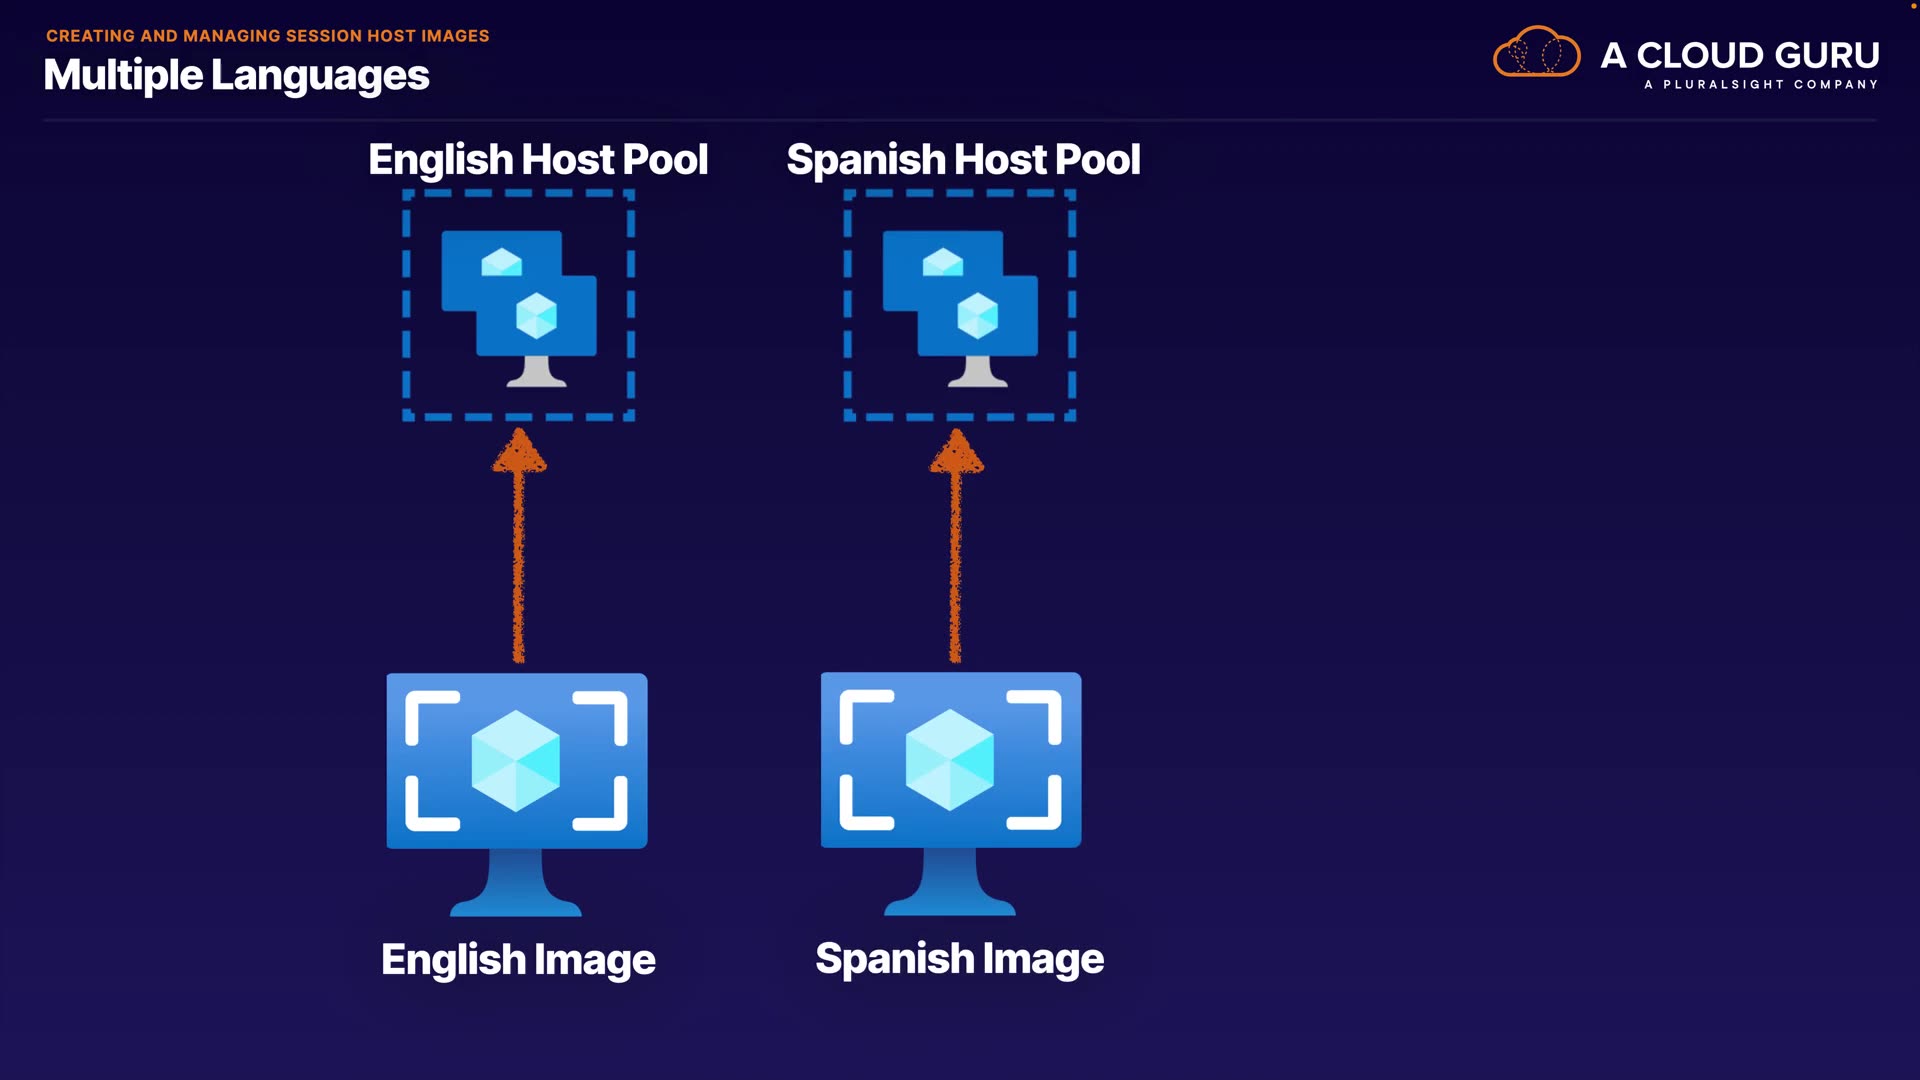 CREATING AND MANAGING SESSION HOST IMAGES
Multiple Languages
A CLOUD GURU
A PLURALSIGHT COMPANY
English Host Pool
Spanish Host Pool
English Image
Spanish Image